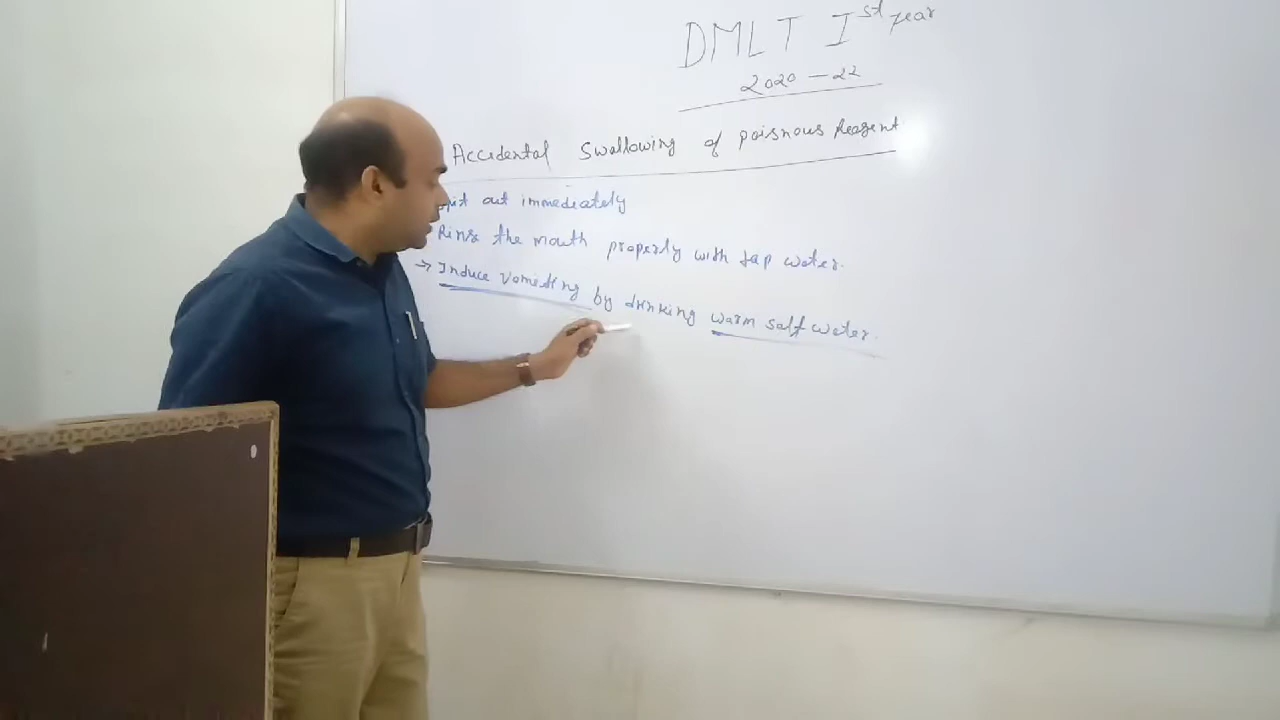 DMLT Ist year
2020 - 22
Accidental Swallowing of poisnous Reagent
spit out immediately
Rinse the mouth properly with tap water.
→ Induce Vomitting by drinking warm salt water.